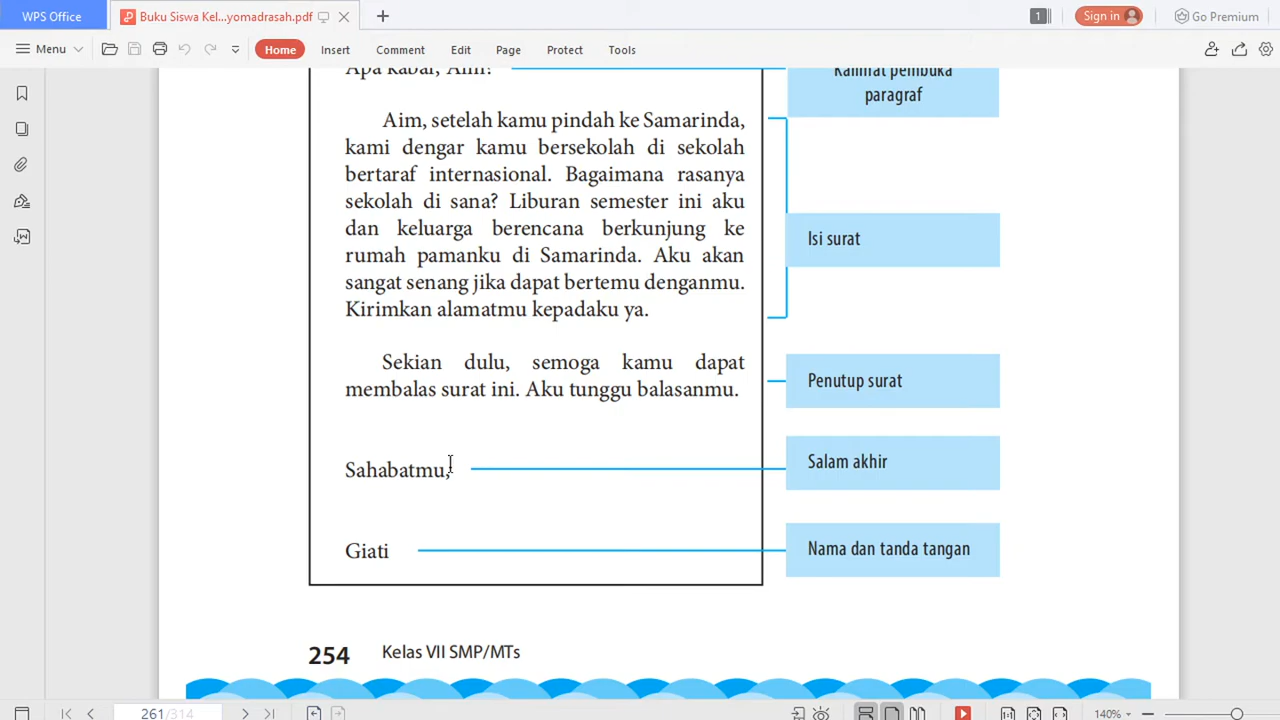 WPS Office
Buku Siswa Kel...yomadrasah.pdf
1
Sign in
Go Premium
Menu
Home
Insert
Comment
Edit
Page
Protect
Tools
Apa kabar, Aim?
Kalimat pembuka
paragraf
Aim, setelah kamu pindah ke Samarinda,
kami dengar kamu bersekolah di sekolah
bertaraf internasional. Bagaimana rasanya
sekolah di sana? Liburan semester ini aku
dan keluarga berencana berkunjung ke
rumah pamanku di Samarinda. Aku akan
sangat senang jika dapat bertemu denganmu.
Kirimkan alamatmu kepadaku ya.
Isi surat
Sekian dulu, semoga kamu dapat
membalas surat ini. Aku tunggu balasanmu.
Penutup surat
Sahabatmu,
Salam akhir
Giati
Nama dan tanda tangan
254
Kelas VII SMP/MTs
261/314
140%